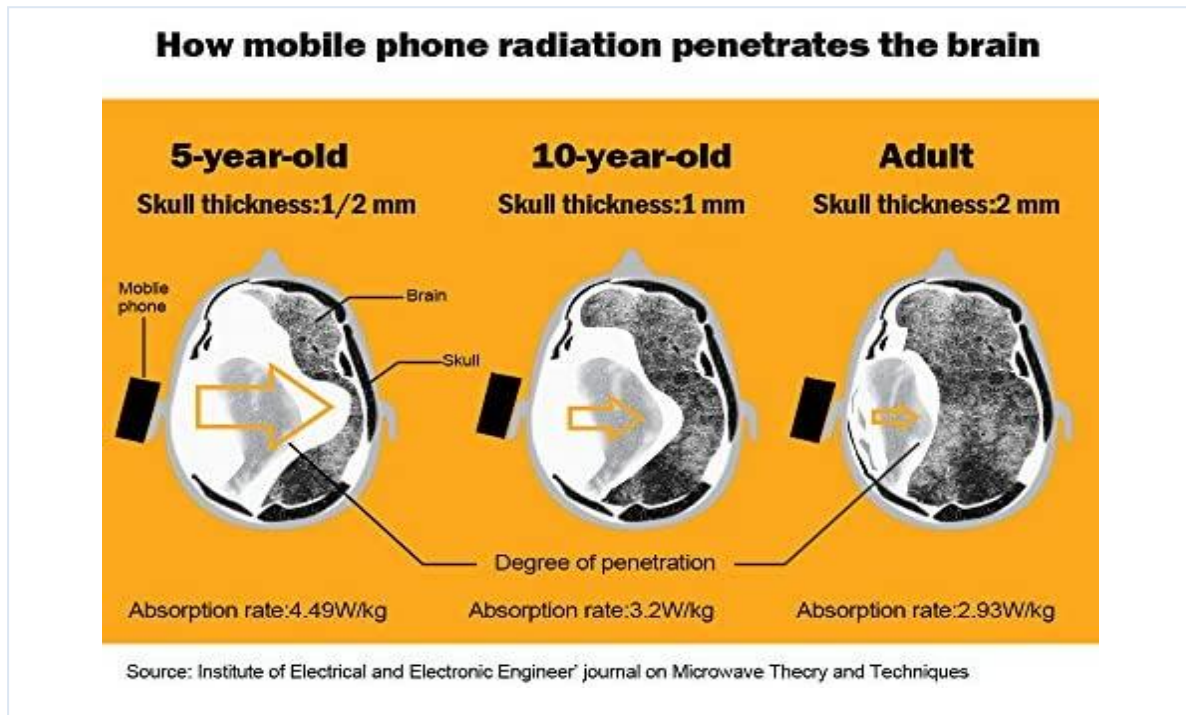 How mobile phone radiation penetrates the brain
5-year-old
Skull thickness:1/2 mm
10-year-old
Skull thickness:1 mm
Adult
Skull thickness:2 mm
Moblie
phone
Brain
Skull
Degree of penetration
Absorption rate:4.49W/kg
Absorption rate:3.2W/kg
Absorption rate:2.93W/kg
Source: Institute of Electrical and Electronic Engineer' journal on Microwave Thecry and Techniques